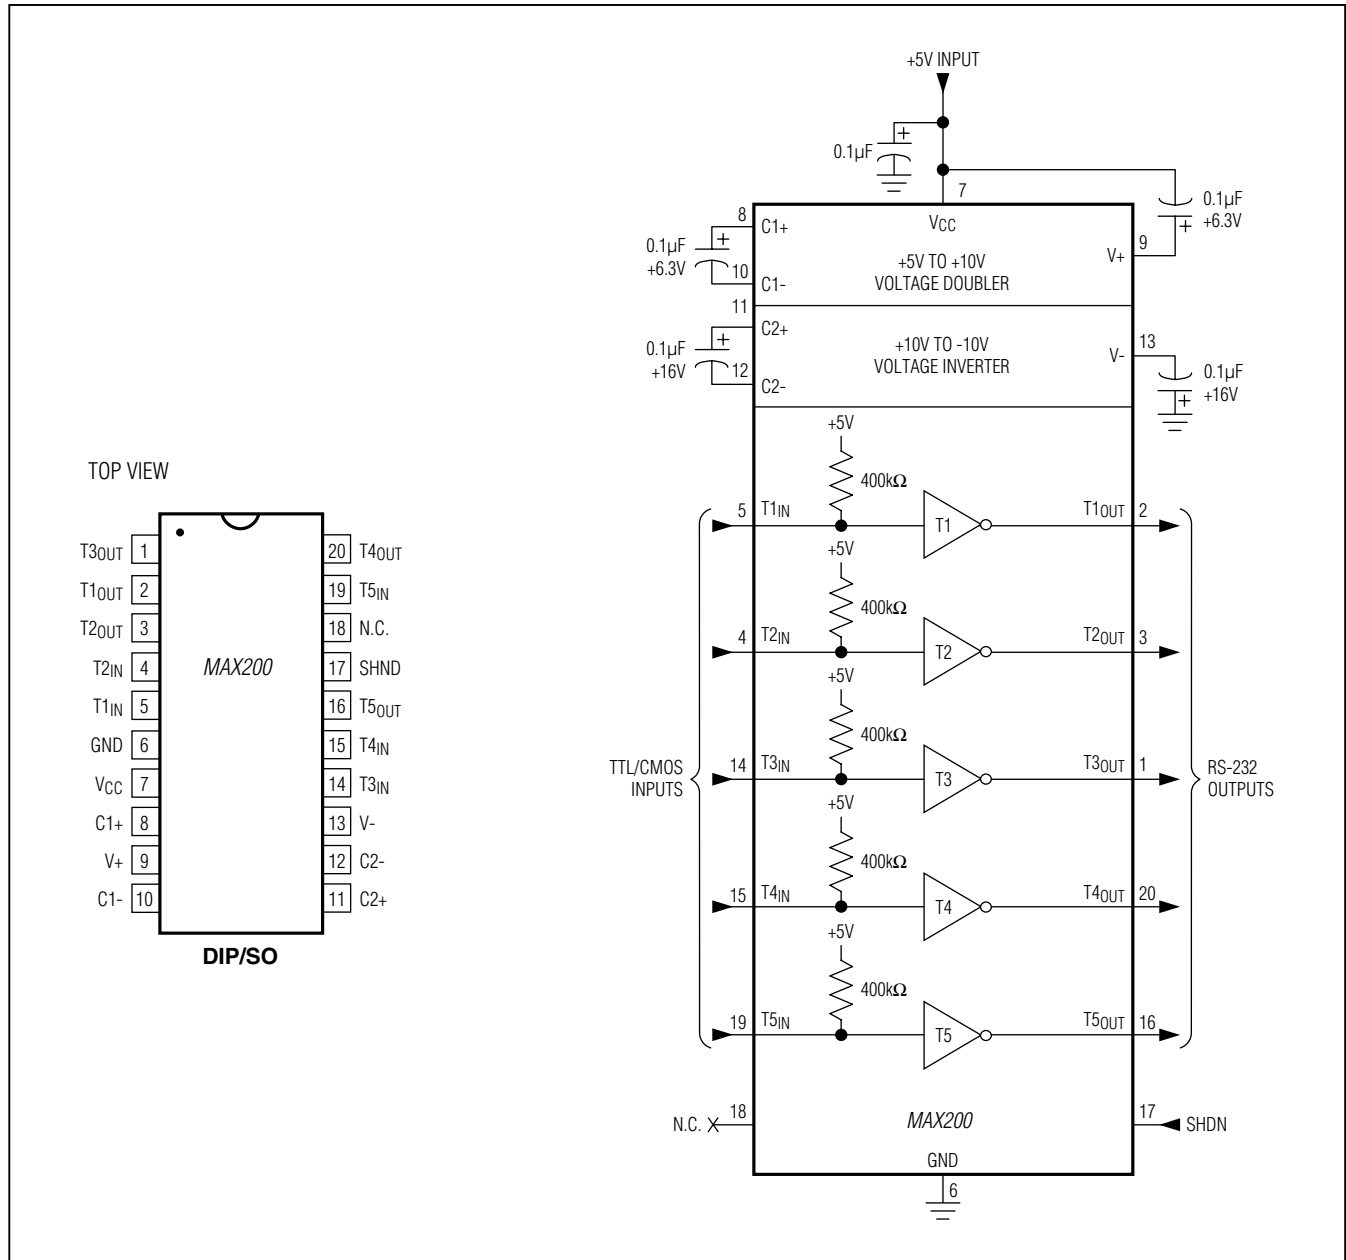 TOP VIEW
T3OUT 1
T1OUT 2
T2OUT 3
T2IN 4
T1IN 5
GND 6
VCC 7
C1+ 8
V+ 9
C1- 10
MAX200
20 T4OUT
19 T5IN
18 N.C.
17 SHND
16 T5OUT
15 T4IN
14 T3IN
13 V-
12 C2-
11 C2+
DIP/SO
+5V INPUT
0.1µF
+
7
VCC
0.1µF
+6.3V
+
8
C1+
0.1µF
+6.3V
+
10
C1-
+5V TO +10V
VOLTAGE DOUBLER
V+
9
11
C2+
0.1µF
+16V
+
12
C2-
+10V TO -10V
VOLTAGE INVERTER
V-
13
0.1µF
+16V
+
TTL/CMOS
INPUTS
+5V
400kΩ
5 T1IN T1 T1OUT 2
+5V
400kΩ
4 T2IN T2 T2OUT 3
+5V
400kΩ
14 T3IN T3 T3OUT 1
+5V
400kΩ
15 T4IN T4 T4OUT 20
+5V
400kΩ
19 T5IN T5 T5OUT 16
RS-232
OUTPUTS
N.C. 18
MAX200
17 SHDN
GND
6